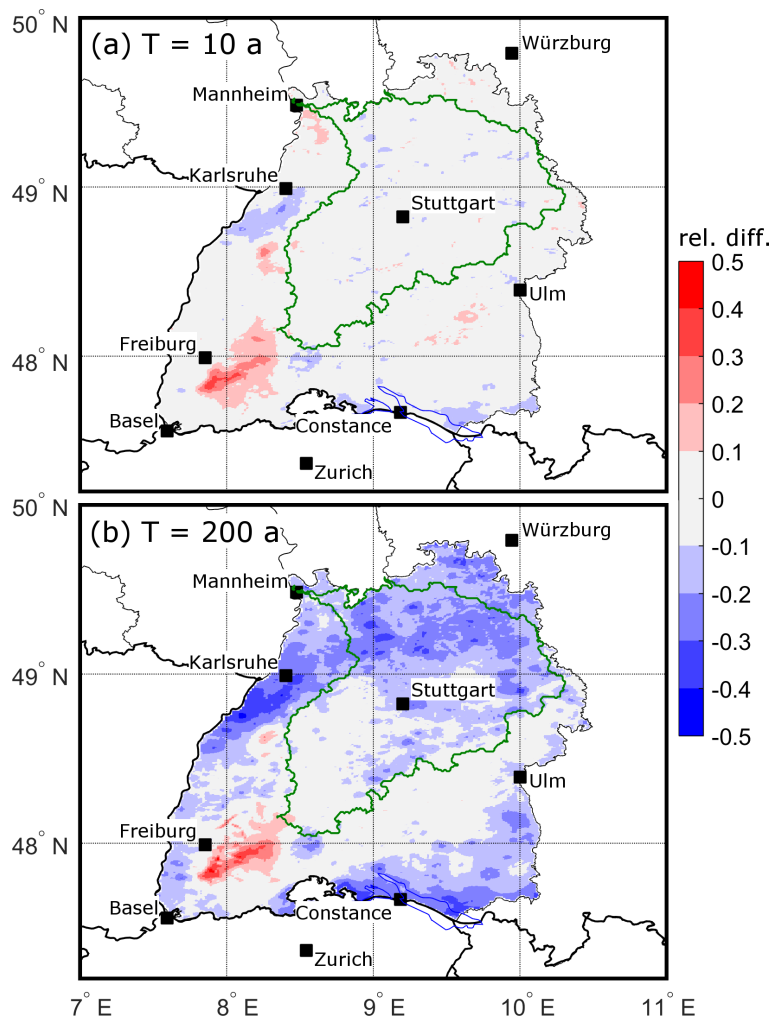 50° N
(a) T = 10 a
Würzburg
Mannheim
Karlsruhe
49° N
Stuttgart
rel. diff.
0.5
0.4
0.3
0.2
0.1
0
-0.1
-0.2
-0.3
-0.4
-0.5
Ulm
Freiburg
48° N
Basel
Constance
Zurich
50° N
(b) T = 200 a
Würzburg
Mannheim
Karlsruhe
49° N
Stuttgart
Ulm
Freiburg
48° N
Basel
Constance
Zurich
7° E 8° E 9° E 10° E 11° E